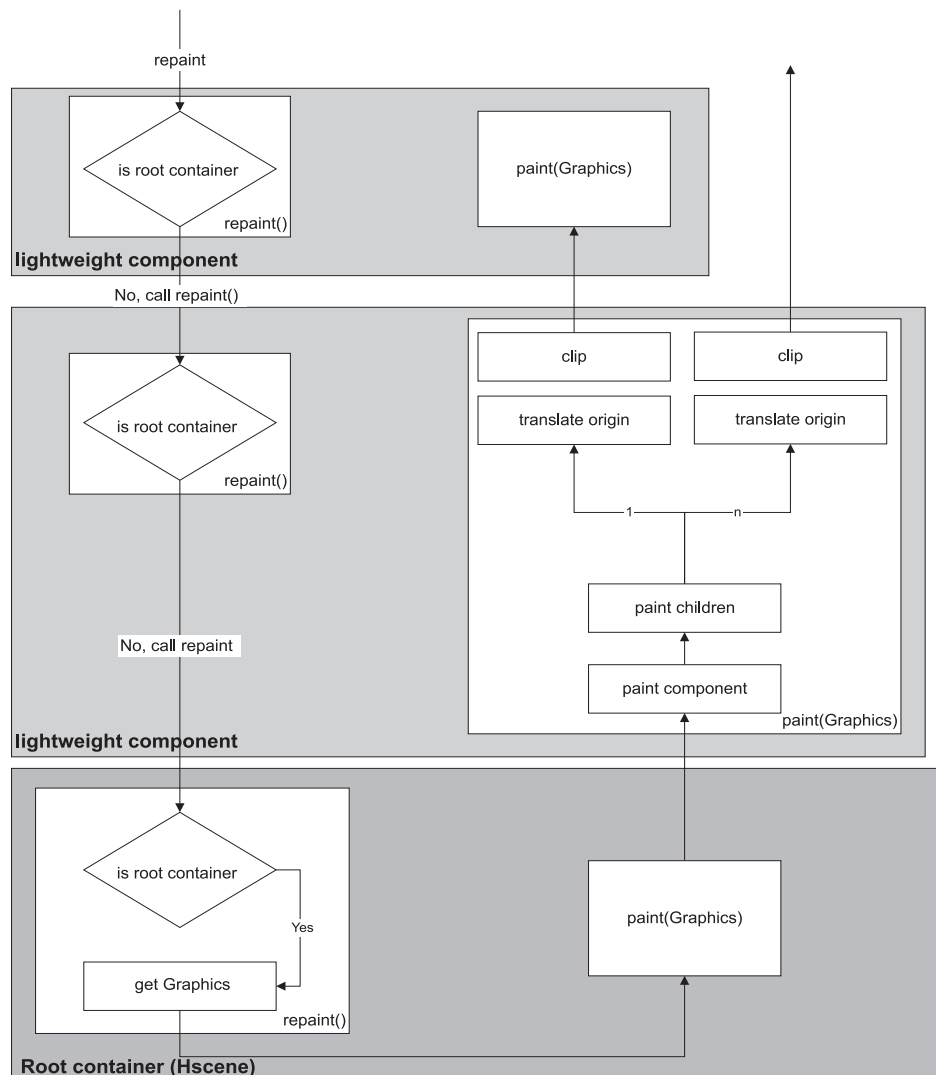 repaint
is root container
paint(Graphics)
repaint()
lightweight component
No, call repaint()
clip
clip
is root container
translate origin
translate origin
repaint()
1
n
paint children
No, call repaint
paint component
paint(Graphics)
lightweight component
is root container
Yes
paint(Graphics)
get Graphics
repaint()
Root container (Hscene)